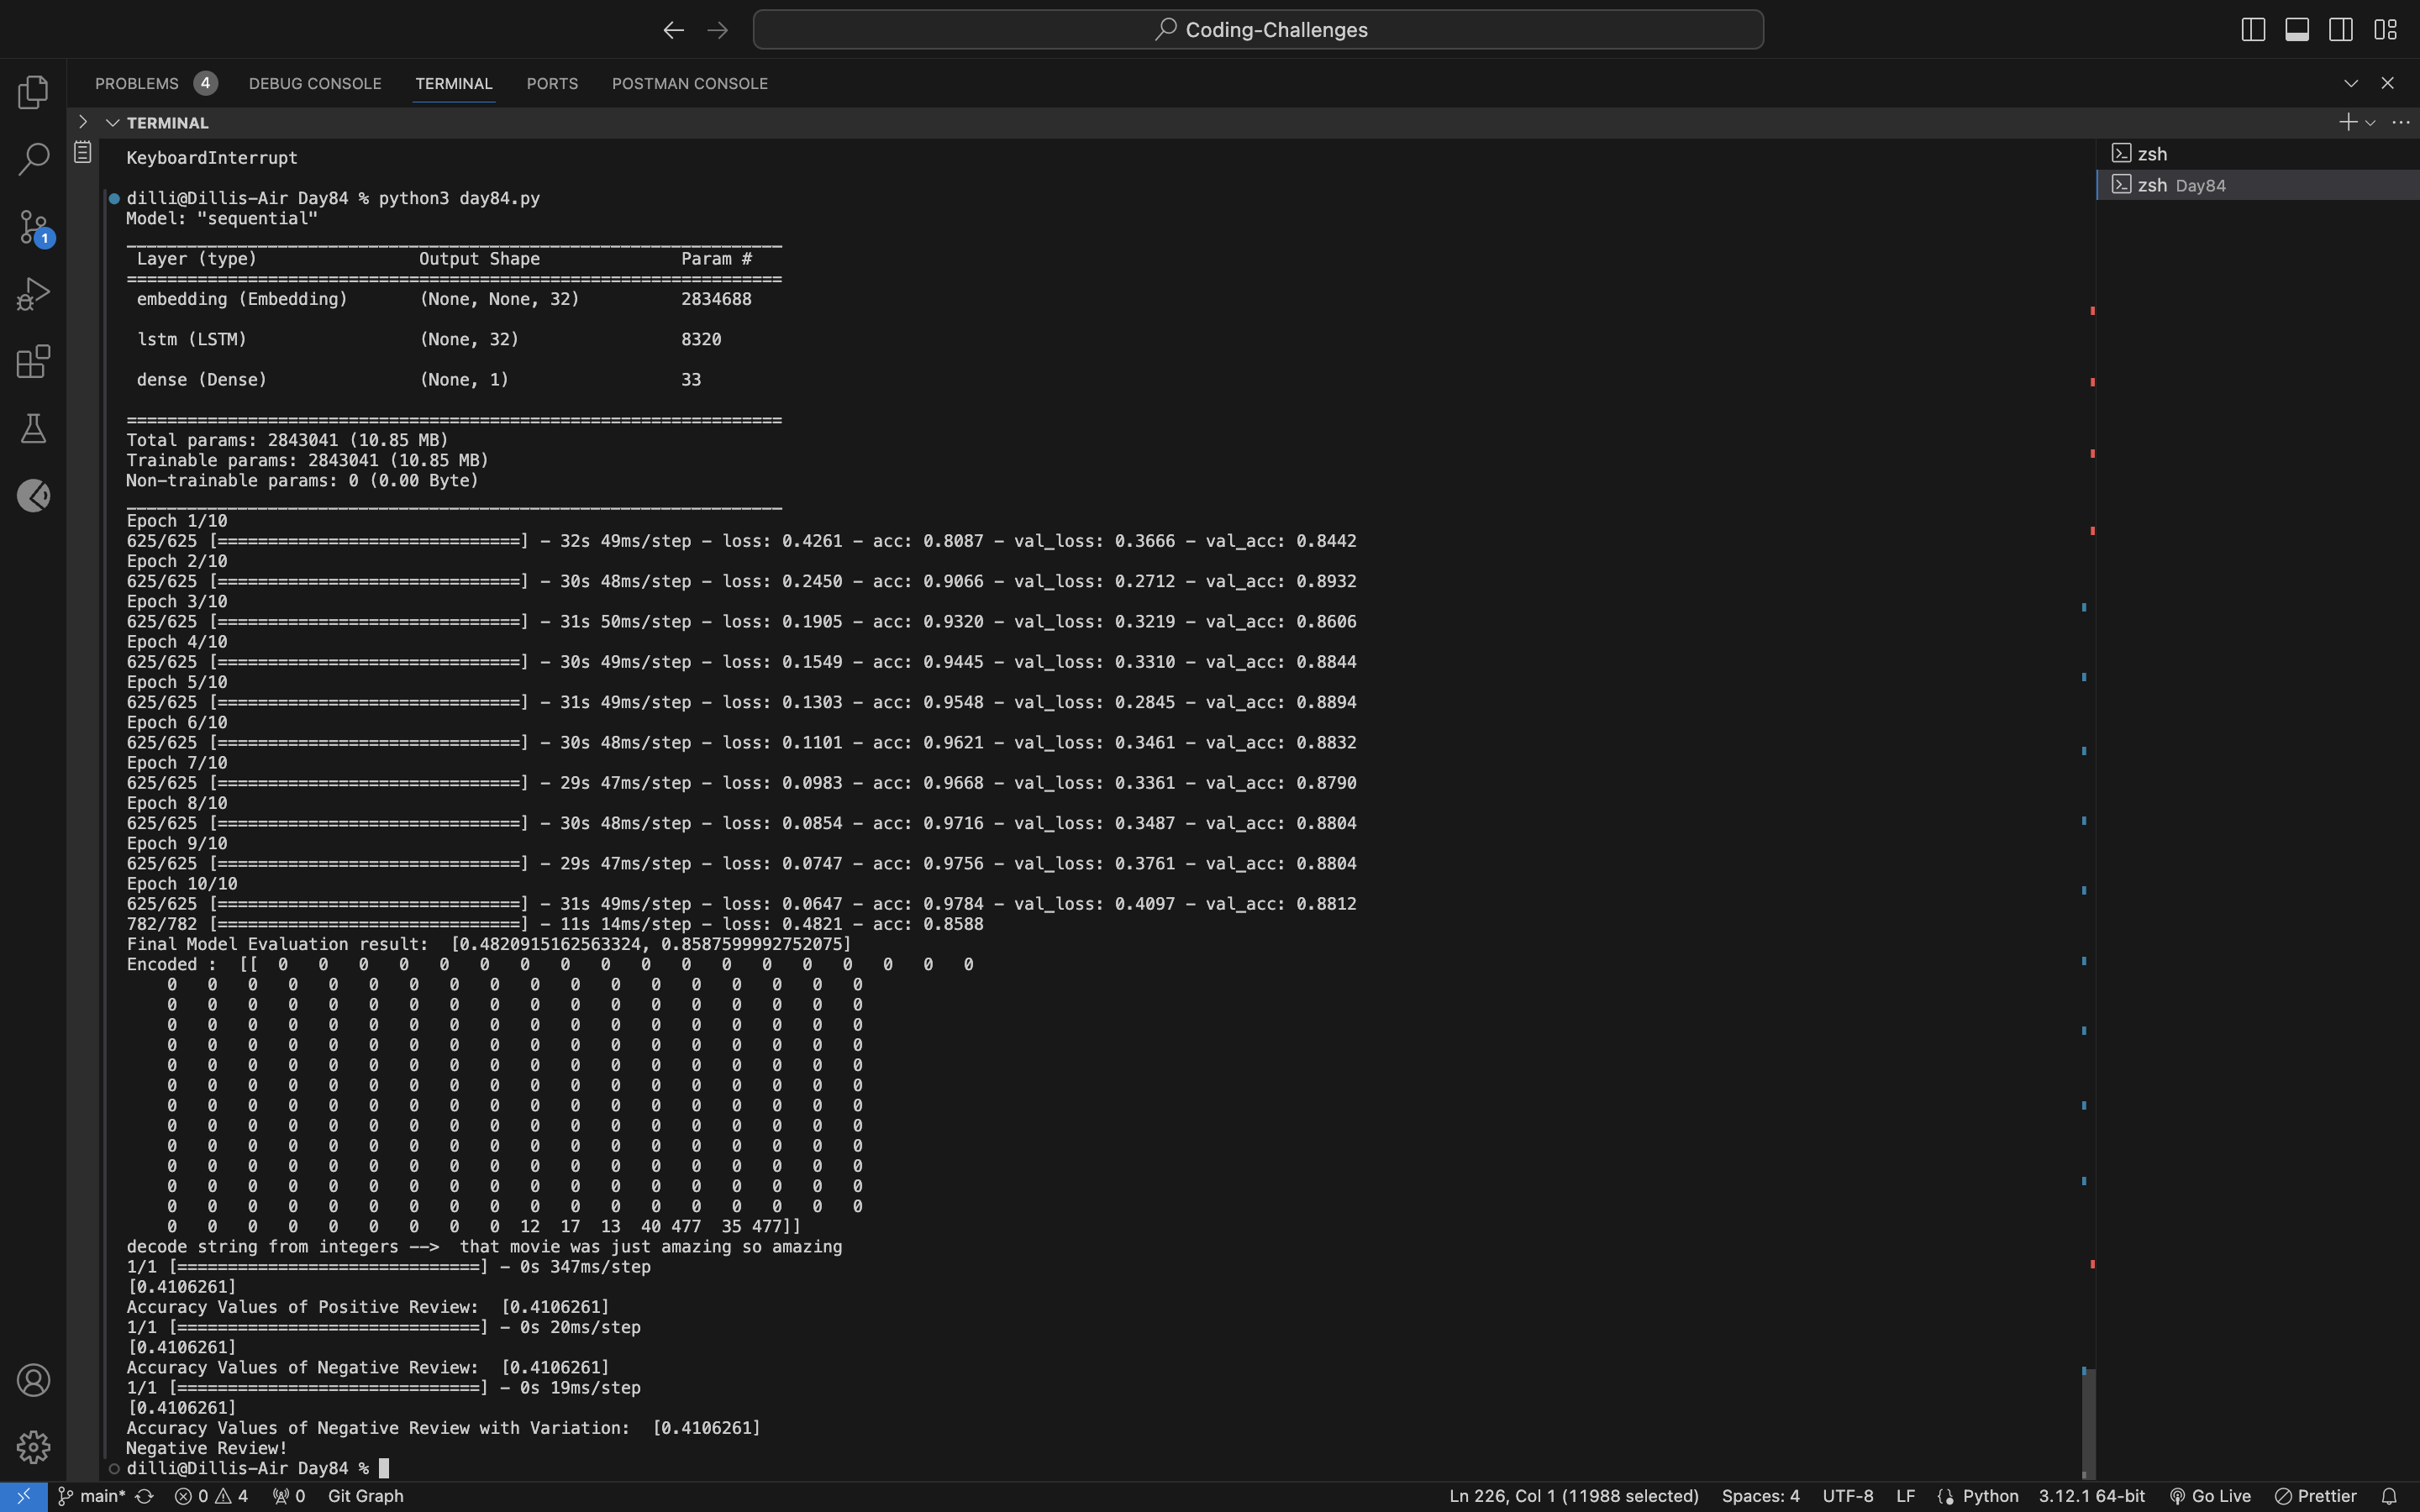 Coding-Challenges
PROBLEMS 4 DEBUG CONSOLE TERMINAL PORTS POSTMAN CONSOLE
TERMINAL
KeyboardInterrupt
dilli@Dillis-Air Day84 % python3 day84.py
Model: "sequential"
_________________________________________________________________
Layer (type) Output Shape Param #
=================================================================
embedding (Embedding) (None, None, 32) 2834688
lstm (LSTM) (None, 32) 8320
dense (Dense) (None, 1) 33
=================================================================
Total params: 2843041 (10.85 MB)
Trainable params: 2843041 (10.85 MB)
Non-trainable params: 0 (0.00 Byte)
_________________________________________________________________
Epoch 1/10
625/625 [==============================] - 32s 49ms/step - loss: 0.4261 - acc: 0.8087 - val_loss: 0.3666 - val_acc: 0.8442
Epoch 2/10
625/625 [==============================] - 30s 48ms/step - loss: 0.2450 - acc: 0.9066 - val_loss: 0.2712 - val_acc: 0.8932
Epoch 3/10
625/625 [==============================] - 31s 50ms/step - loss: 0.1905 - acc: 0.9320 - val_loss: 0.3219 - val_acc: 0.8606
Epoch 4/10
625/625 [==============================] - 30s 49ms/step - loss: 0.1549 - acc: 0.9445 - val_loss: 0.3310 - val_acc: 0.8844
Epoch 5/10
625/625 [==============================] - 31s 49ms/step - loss: 0.1303 - acc: 0.9548 - val_loss: 0.2845 - val_acc: 0.8894
Epoch 6/10
625/625 [==============================] - 30s 48ms/step - loss: 0.1101 - acc: 0.9621 - val_loss: 0.3461 - val_acc: 0.8832
Epoch 7/10
625/625 [==============================] - 29s 47ms/step - loss: 0.0983 - acc: 0.9668 - val_loss: 0.3361 - val_acc: 0.8790
Epoch 8/10
625/625 [==============================] - 30s 48ms/step - loss: 0.0854 - acc: 0.9716 - val_loss: 0.3487 - val_acc: 0.8804
Epoch 9/10
625/625 [==============================] - 29s 47ms/step - loss: 0.0747 - acc: 0.9756 - val_loss: 0.3761 - val_acc: 0.8804
Epoch 10/10
625/625 [==============================] - 31s 49ms/step - loss: 0.0647 - acc: 0.9784 - val_loss: 0.4097 - val_acc: 0.8812
782/782 [==============================] - 11s 14ms/step - loss: 0.4821 - acc: 0.8588
Final Model Evaluation result: [0.4820915162563324, 0.8587599992752075]
Encoded : [[ 0 0 0 0 0 0 0 0 0 0 0 0 0 0 0 0 0 0
0 0 0 0 0 0 0 0 0 0 0 0 0 0 0 0 0 0
0 0 0 0 0 0 0 0 0 0 0 0 0 0 0 0 0 0
0 0 0 0 0 0 0 0 0 0 0 0 0 0 0 0 0 0
0 0 0 0 0 0 0 0 0 0 0 0 0 0 0 0 0 0
0 0 0 0 0 0 0 0 0 0 0 0 0 0 0 0 0 0
0 0 0 0 0 0 0 0 0 0 0 0 0 0 0 0 0 0
0 0 0 0 0 0 0 0 0 0 0 0 0 0 0 0 0 0
0 0 0 0 0 0 0 0 0 0 0 0 0 0 0 0 0 0
0 0 0 0 0 0 0 0 0 0 0 0 0 0 0 0 0 0
0 0 0 0 0 0 0 0 0 0 0 0 0 0 0 0 0 0
0 0 0 0 0 0 0 0 0 0 0 0 0 0 0 0 0 0
0 0 0 0 0 0 0 0 0 0 0 0 0 0 0 0 0 0
0 0 0 0 0 0 0 0 0 12 17 13 40 477 35 477]]
decode string from integers --> that movie was just amazing so amazing
1/1 [==============================] - 0s 347ms/step
[0.4106261]
Accuracy Values of Positive Review: [0.4106261]
1/1 [==============================] - 0s 20ms/step
[0.4106261]
Accuracy Values of Negative Review: [0.4106261]
1/1 [==============================] - 0s 19ms/step
[0.4106261]
Accuracy Values of Negative Review with Variation: [0.4106261]
Negative Review!
dilli@Dillis-Air Day84 %
zsh
zsh Day84
1
main* 0 4 0 Git Graph Ln 226, Col 1 (11988 selected) Spaces: 4 UTF-8 LF Python 3.12.1 64-bit Go Live Prettier